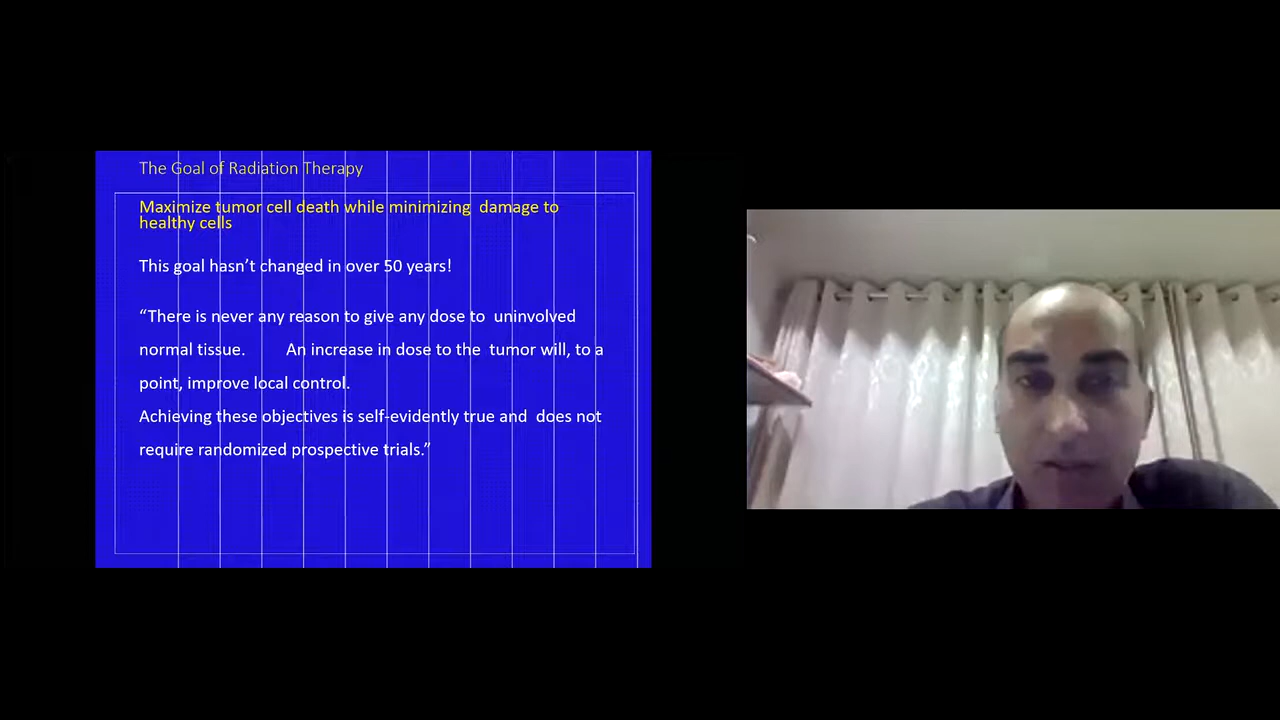 The Goal of Radiation Therapy
Maximize tumor cell death while minimizing damage to
healthy cells
This goal hasn’t changed in over 50 years!
“There is never any reason to give any dose to uninvolved
normal tissue. An increase in dose to the tumor will, to a
point, improve local control.
Achieving these objectives is self-evidently true and does not
require randomized prospective trials.”